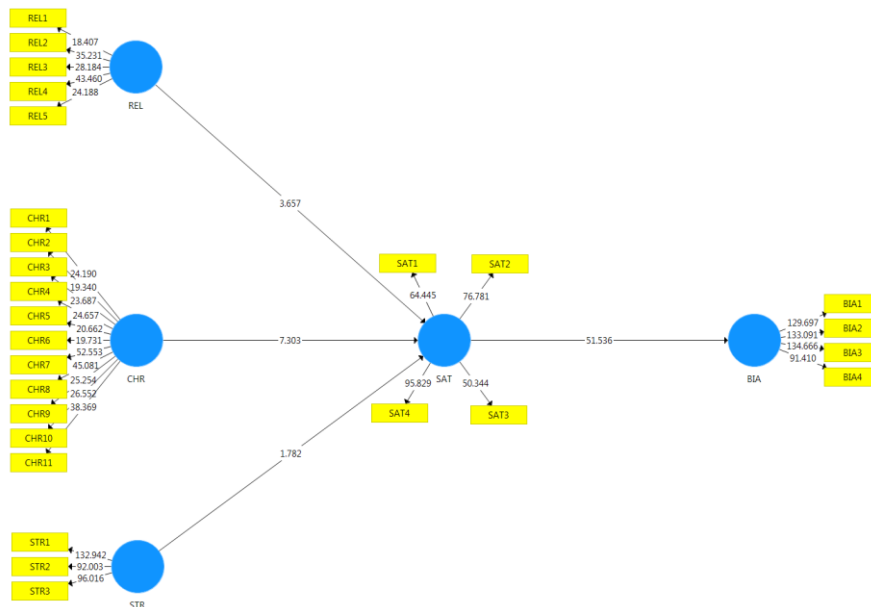 REL1
REL2
REL3
REL4
REL5
18.407
35.231
28.184
43.460
24.188
REL
3.657
CHR1
CHR2
CHR3
CHR4
CHR5
CHR6
CHR7
CHR8
CHR9
CHR10
CHR11
24.190
19.340
23.687
24.657
20.662
19.731
52.553
45.081
25.254
26.552
38.369
CHR
7.303
SAT1
SAT2
64.445
76.781
SAT
95.829
50.344
SAT4
SAT3
51.536
BIA1
BIA2
BIA3
BIA4
129.697
133.091
134.666
91.410
BIA
1.782
STR1
STR2
STR3
132.942
92.003
96.016
STR